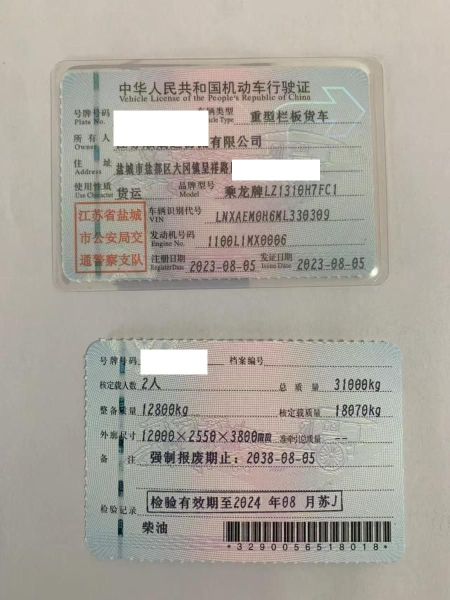 中华人民共和国机动车行驶证
Vehicle License of the People's Republic of China
号牌号码 车辆类型 重型栏板货车
Plate No. Vehicle Type
所有人 有限公司
Owner
住址 盐城市盐都区大冈镇呈祥路
Address
使用性质 货运 品牌型号 乘龙牌LZ1310H7FC1
Use Character Model
江苏省盐城
市公安局交
通警察支队
车辆识别代号 LNXAEM0H6ML330309
VIN
发动机号码 1100L1MX0006
Engine No.
注册日期 2023-08-05 发证日期 2023-08-05
Register Date Issue Date
号牌号码 档案编号
核定载人数 2人 总质量 31000kg
整备质量 12800kg 核定载质量 18070kg
外廓尺寸 12000×2550×3800mm 准牵引总质量 --
备注 强制报废期止：2038-08-05
检验记录 检验有效期至2024 年08 月苏J
柴油
*3290056518018*